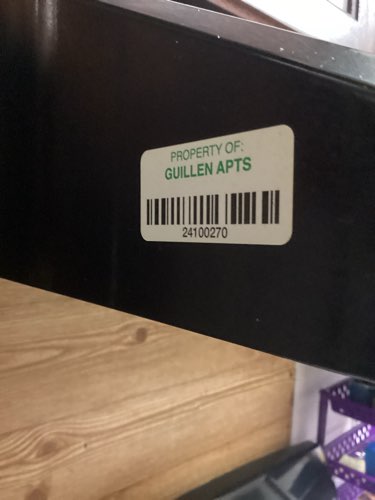 PROPERTY OF:
GUILLEN APTS
24100270